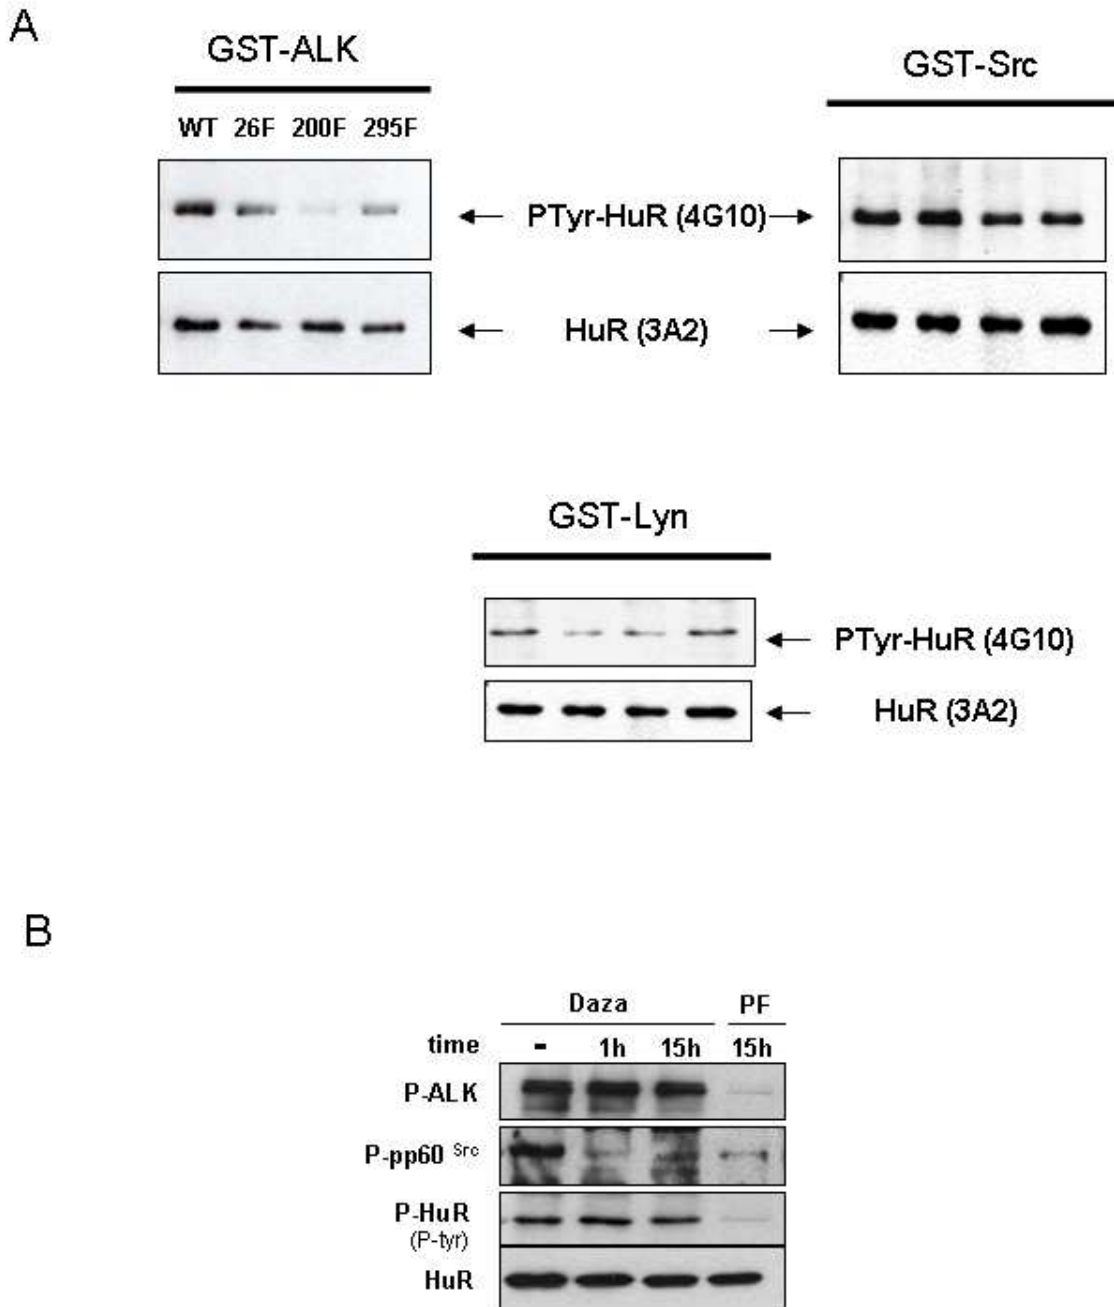 A
GST-ALK
GST-Src
WT 26F 200F 295F
PTyr-HuR (4G10)
HuR (3A2)
GST-Lyn
PTyr-HuR (4G10)
HuR (3A2)
B
Daza PF
time - 1h 15h 15h
P-ALK
P-pp60 Src
P-HuR
(P-tyr)
HuR